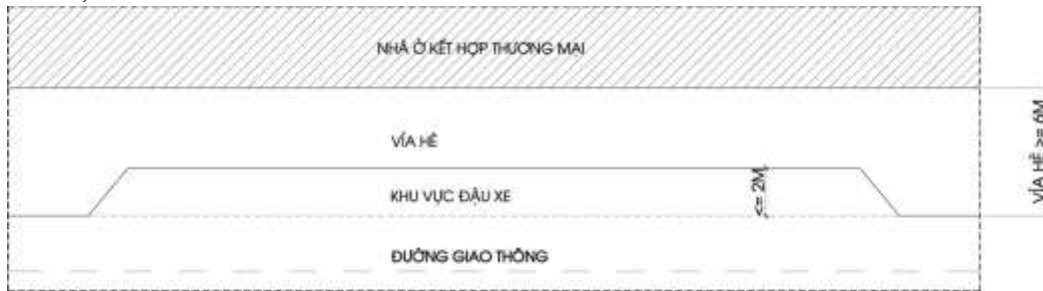 NHÀ Ở KẾT HỢP THƯƠNG MẠI
VỈA HÈ
KHU VỰC ĐẬU XE
<= 2M
VỈA HÈ >= 6M
ĐƯỜNG GIAO THÔNG